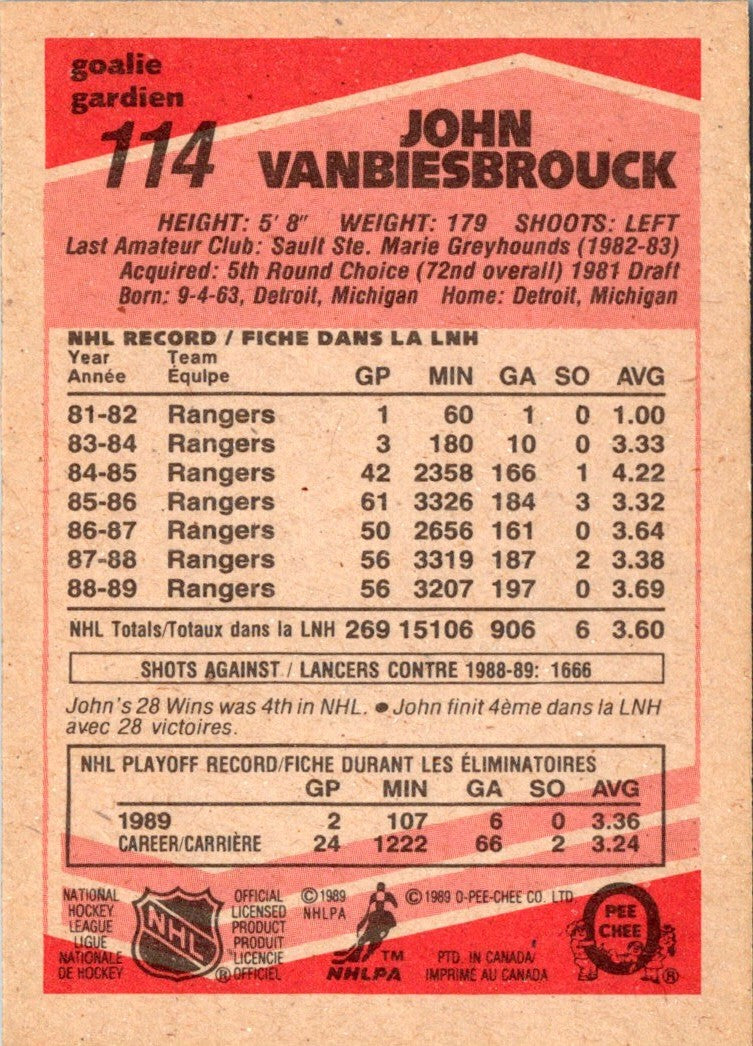 goalie
gardien
114
JOHN
VANBIESBROUCK
HEIGHT: 5' 8" WEIGHT: 179 SHOOTS: LEFT
Last Amateur Club: Sault Ste. Marie Greyhounds (1982-83)
Acquired: 5th Round Choice (72nd overall) 1981 Draft
Born: 9-4-63, Detroit, Michigan Home: Detroit, Michigan
NHL RECORD / FICHE DANS LA LNH
Year Team
Année Équipe GP MIN GA SO AVG
81-82 Rangers 1 60 1 0 1.00
83-84 Rangers 3 180 10 0 3.33
84-85 Rangers 42 2358 166 1 4.22
85-86 Rangers 61 3326 184 3 3.32
86-87 Rangers 50 2656 161 0 3.64
87-88 Rangers 56 3319 187 2 3.38
88-89 Rangers 56 3207 197 0 3.69
NHL Totals/Totaux dans la LNH 269 15106 906 6 3.60
SHOTS AGAINST / LANCERS CONTRE 1988-89: 1666
John's 28 Wins was 4th in NHL. ● John finit 4ème dans la LNH
avec 28 victoires.
NHL PLAYOFF RECORD/FICHE DURANT LES ÉLIMINATOIRES
GP MIN GA SO AVG
1989 2 107 6 0 3.36
CAREER/CARRIÈRE 24 1222 66 2 3.24
NATIONAL
HOCKEY
LEAGUE
LIGUE
NATIONALE
DE HOCKEY
NHL
OFFICIAL
LICENSED
PRODUCT
PRODUIT
LICENCIE
® OFFICIEL
©1989
NHLPA
TM
NHLPA
©1989 O-PEE-CHEE CO. LTD.
PTD. IN CANADA/
IMPRIMÉ AU CANADA
PEE
CHEE
®